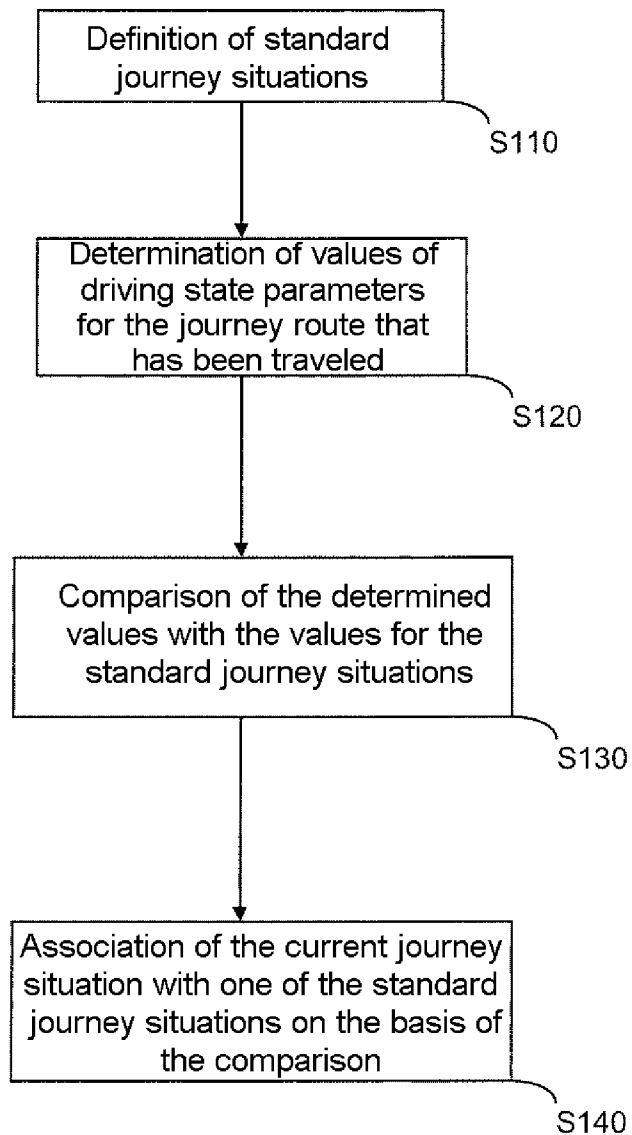 Definition of standard
journey situations
S110
Determination of values of
driving state parameters
for the journey route that
has been traveled
S120
Comparison of the determined
values with the values for the
standard journey situations
S130
Association of the current journey
situation with one of the standard
journey situations on the basis of
the comparison
S140